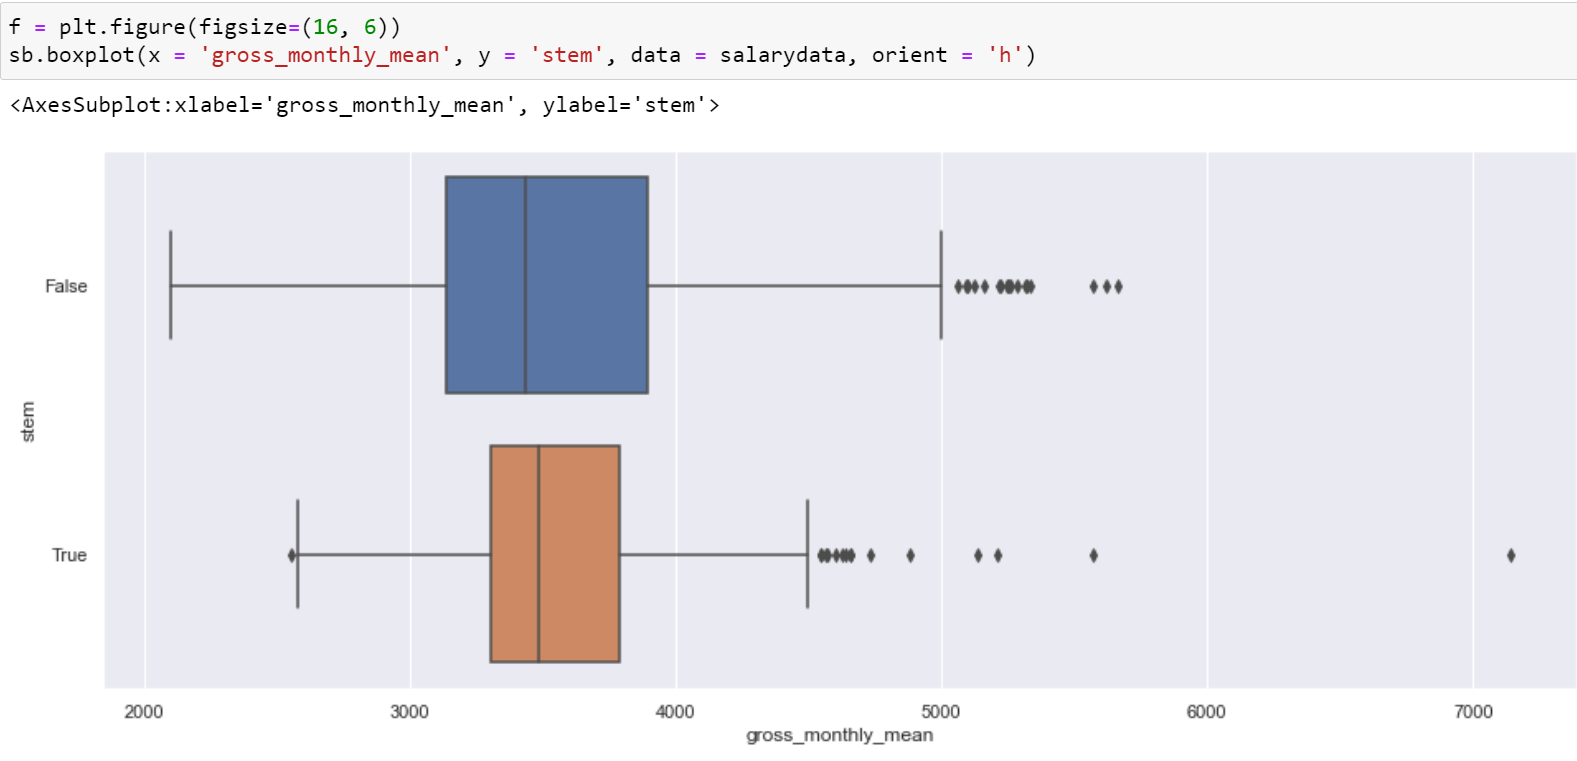 f = plt.figure(figsize=(16, 6))
sb.boxplot(x = 'gross_monthly_mean', y = 'stem', data = salarydata, orient = 'h')
<AxesSubplot:xlabel='gross_monthly_mean', ylabel='stem'>
False
stem
True
2000 3000 4000 5000 6000 7000
gross_monthly_mean